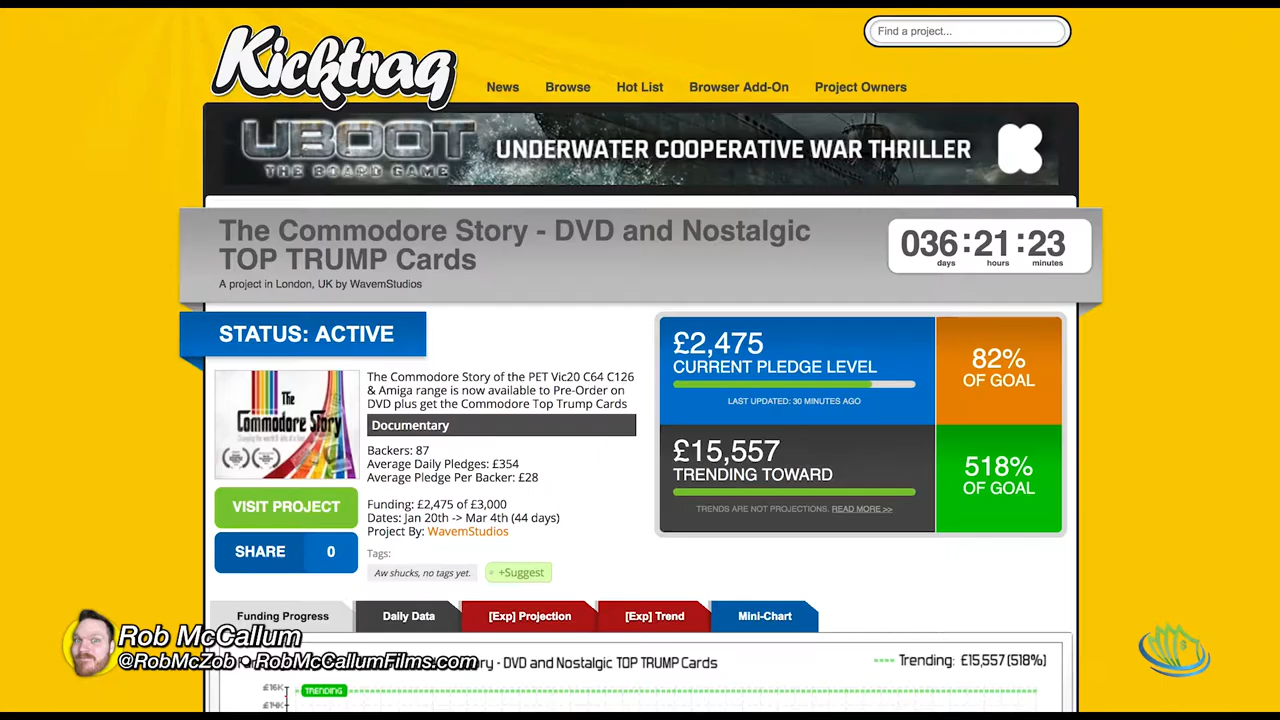 Kicktraq
Find a project...
News Browse Hot List Browser Add-On Project Owners
UBOOT
THE BOARD GAME
UNDERWATER COOPERATIVE WAR THRILLER
The Commodore Story - DVD and Nostalgic
TOP TRUMP Cards
A project in London, UK by WavemStudios
036:21:23
days hours minutes
STATUS: ACTIVE
The Commodore Story of the PET Vic20 C64 C126
& Amiga range is now available to Pre-Order on
DVD plus get the Commodore Top Trump Cards
Documentary
Backers: 87
Average Daily Pledges: £354
Average Pledge Per Backer: £28
Funding: £2,475 of £3,000
Dates: Jan 20th -> Mar 4th (44 days)
Project By: WavemStudios
Tags:
Aw shucks, no tags yet. +Suggest
The
Commodore Story
VISIT PROJECT
SHARE 0
£2,475
CURRENT PLEDGE LEVEL
LAST UPDATED: 30 MINUTES AGO
82%
OF GOAL
£15,557
TRENDING TOWARD
TRENDS ARE NOT PROJECTIONS. READ MORE >>
518%
OF GOAL
Funding Progress Daily Data [Exp] Projection [Exp] Trend Mini-Chart
Rob McCallum
@RobMcZob • RobMcCallumFilms.com
ory - DVD and Nostalgic TOP TRUMP Cards
Trending: £15,557 (518%)
£16K TRENDING
£14K